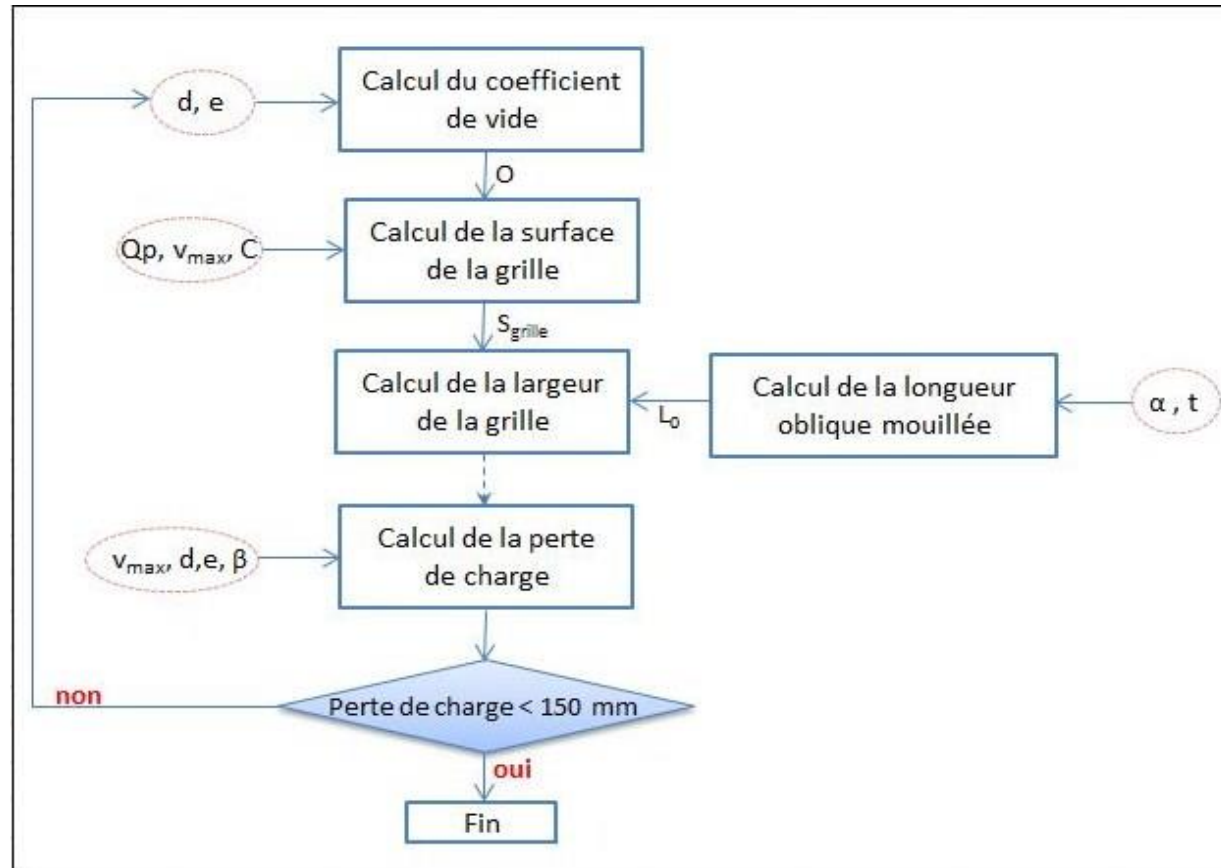 d, e
Calcul du coefficient
de vide
O
Qp, vmax, C
Calcul de la surface
de la grille
Sgrille
Calcul de la largeur
de la grille
L0
Calcul de la longueur
oblique mouillée
α , t
vmax, d,e, β
Calcul de la perte
de charge
non
Perte de charge < 150 mm
oui
Fin